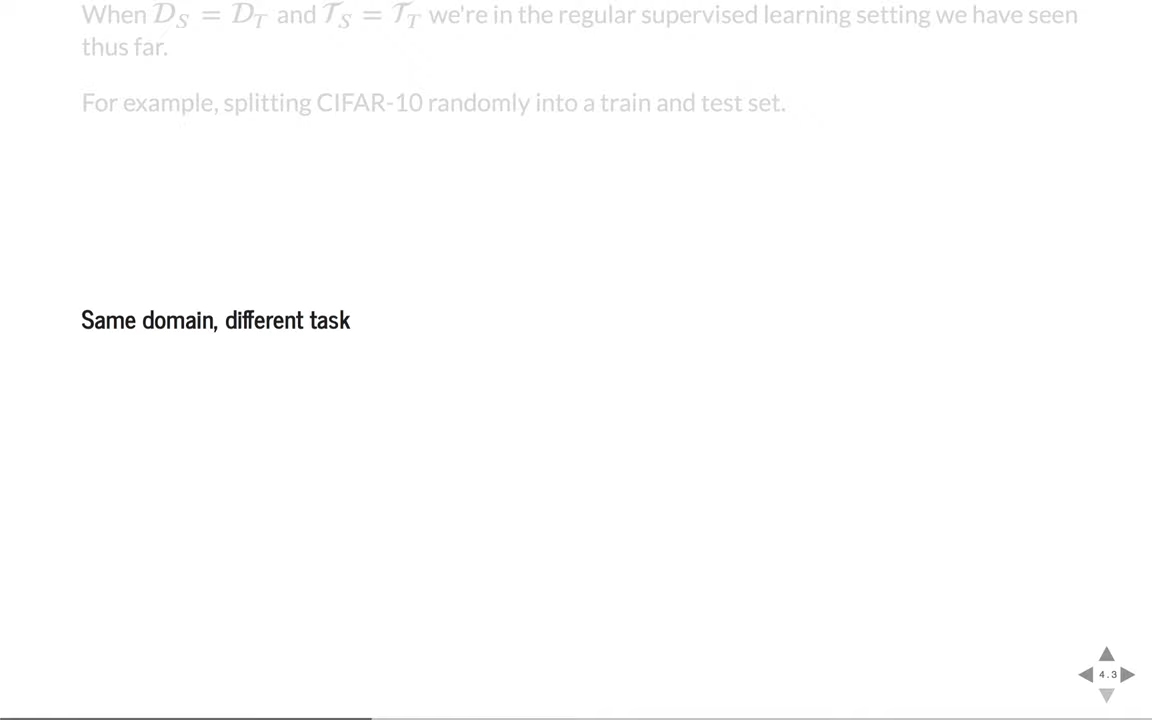 When 𝒟_S = 𝒟_T and 𝒯_S = 𝒯_T we're in the regular supervised learning setting we have seen
thus far.
For example, splitting CIFAR-10 randomly into a train and test set.
Same domain, different task
4.3